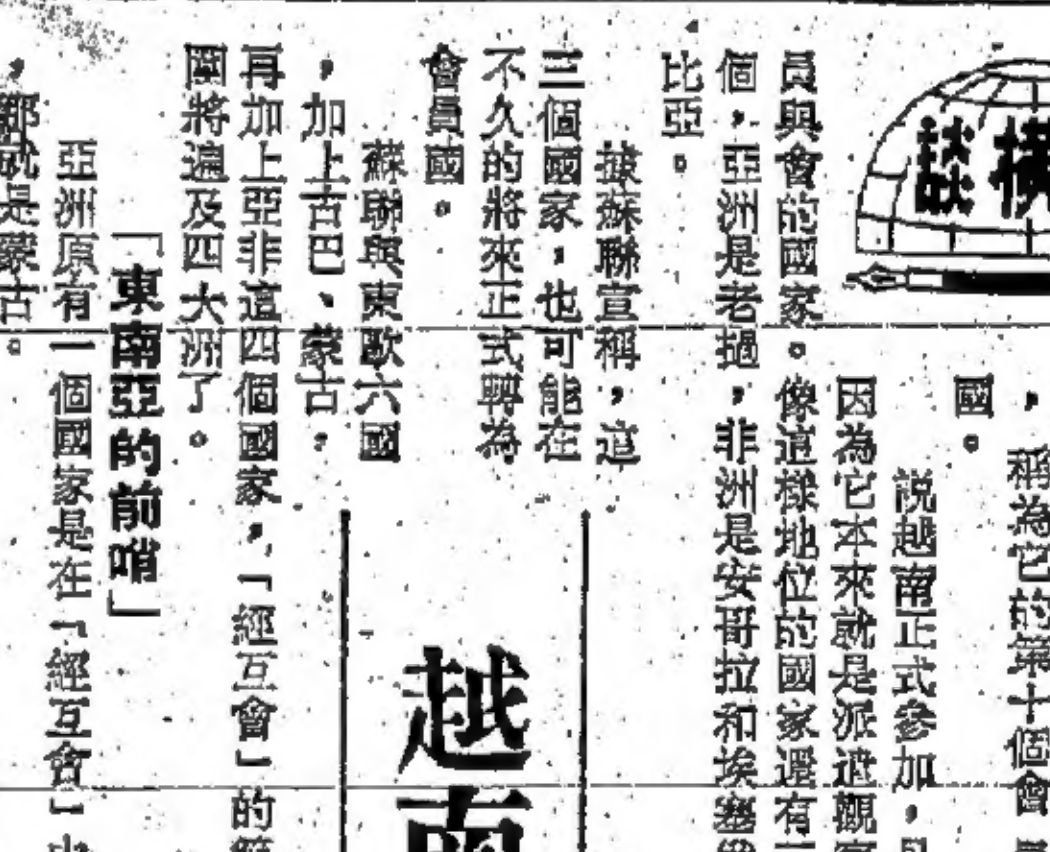 橫談
，稱為它的第十個會員
國。
說越南正式參加，
因為它本來就是派遣觀察
員與會的國家。像這樣地位的國家還有
個，亞洲是老撾，非洲是安哥拉和埃塞
比亞。
據蘇聯宣稱，這
三個國家，也可能在
不久的將來正式轉為
會員國。
越南
蘇聯與東歐六國
，加上古巴、蒙古，
再加上亞非這四個國家，「經互會」的
圍將遍及四大洲了。
「東南亞的前哨」
亞洲原有一個國家是在「經互會」
，那就是蒙古。